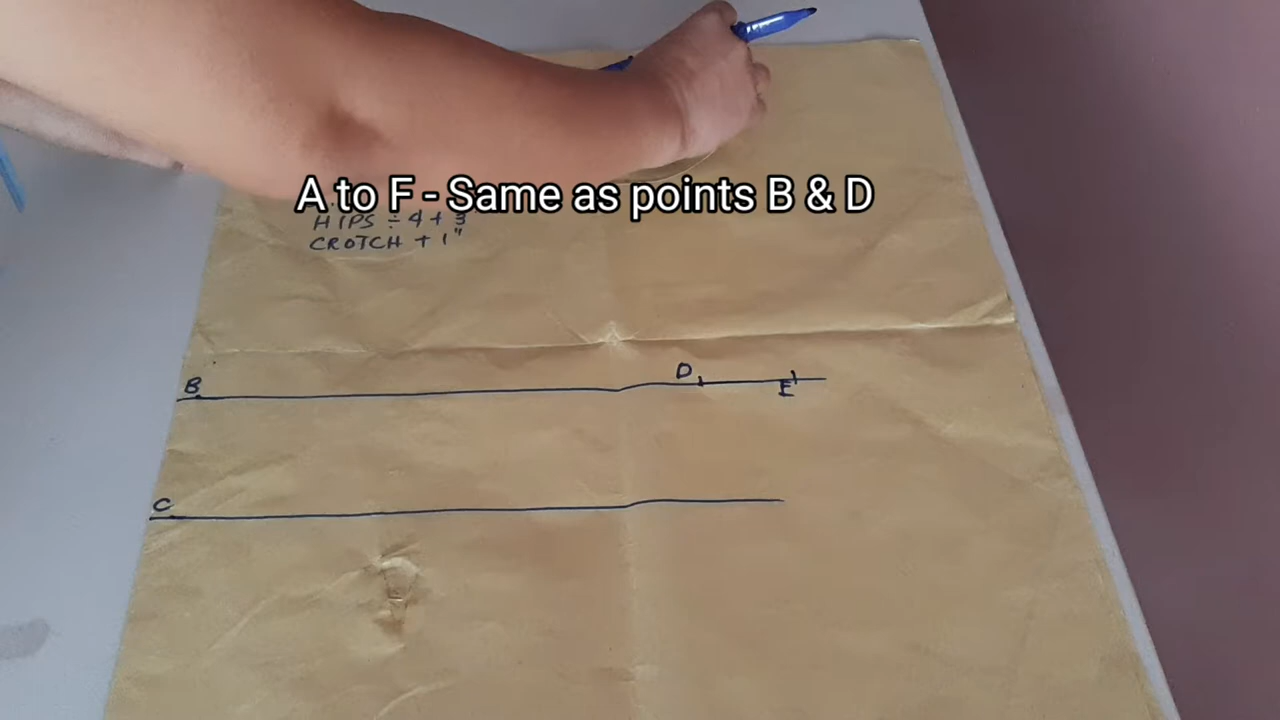 A to F - Same as points B & D
HIPS ÷ 4 + 3
CROTCH + 1"
B
D
E
C